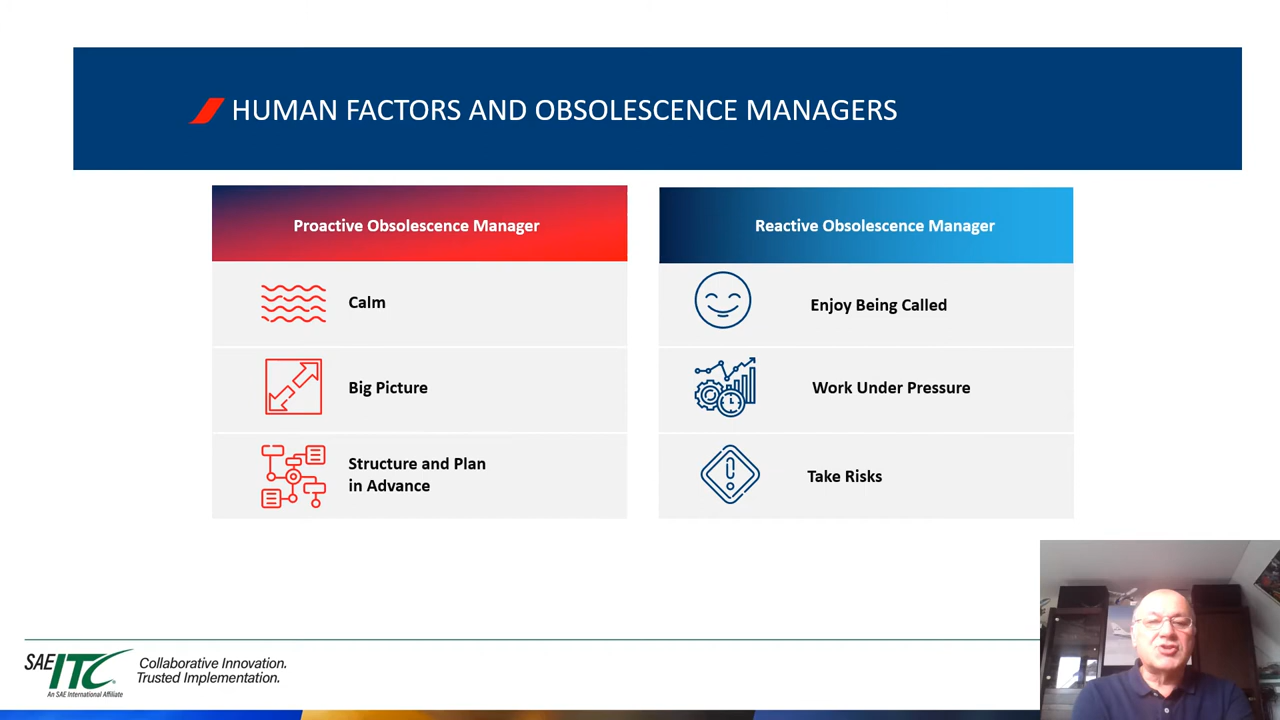 HUMAN FACTORS AND OBSOLESCENCE MANAGERS
Proactive Obsolescence Manager
Calm
Big Picture
Structure and Plan
in Advance
Reactive Obsolescence Manager
Enjoy Being Called
Work Under Pressure
Take Risks
SAE ITC
An SAE International Affiliate
Collaborative Innovation.
Trusted Implementation.